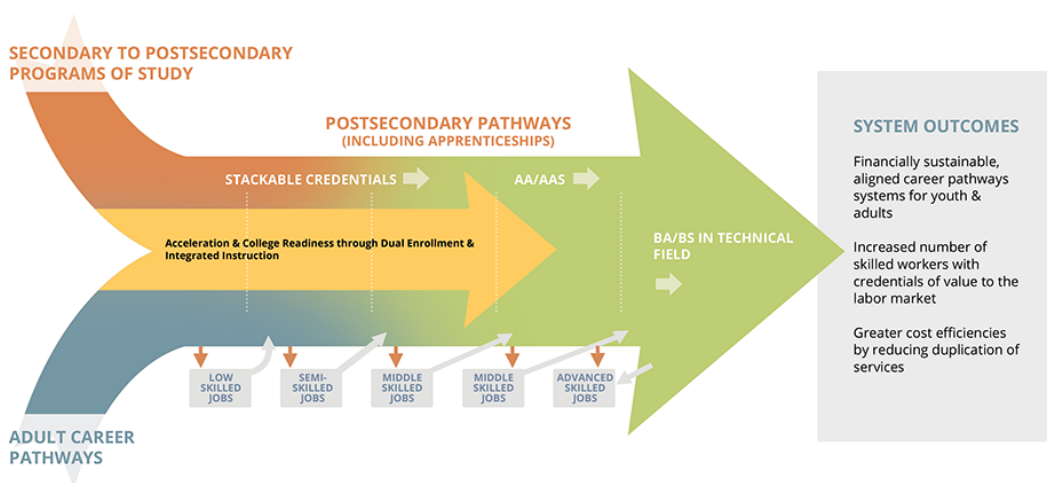 SECONDARY TO POSTSECONDARY
PROGRAMS OF STUDY
POSTSECONDARY PATHWAYS
(INCLUDING APPRENTICESHIPS)
STACKABLE CREDENTIALS
AA/AAS
Acceleration & College Readiness through Dual Enrollment &
Integrated Instruction
BA/BS IN TECHNICAL
FIELD
LOW
SKILLED
JOBS
SEMI-
SKILLED
JOBS
MIDDLE
SKILLED
JOBS
MIDDLE
SKILLED
JOBS
ADVANCED
SKILLED
JOBS
ADULT CAREER
PATHWAYS
SYSTEM OUTCOMES
Financially sustainable,
aligned career pathways
systems for youth &
adults
Increased number of
skilled workers with
credentials of value to the
labor market
Greater cost efficiencies
by reducing duplication of
services